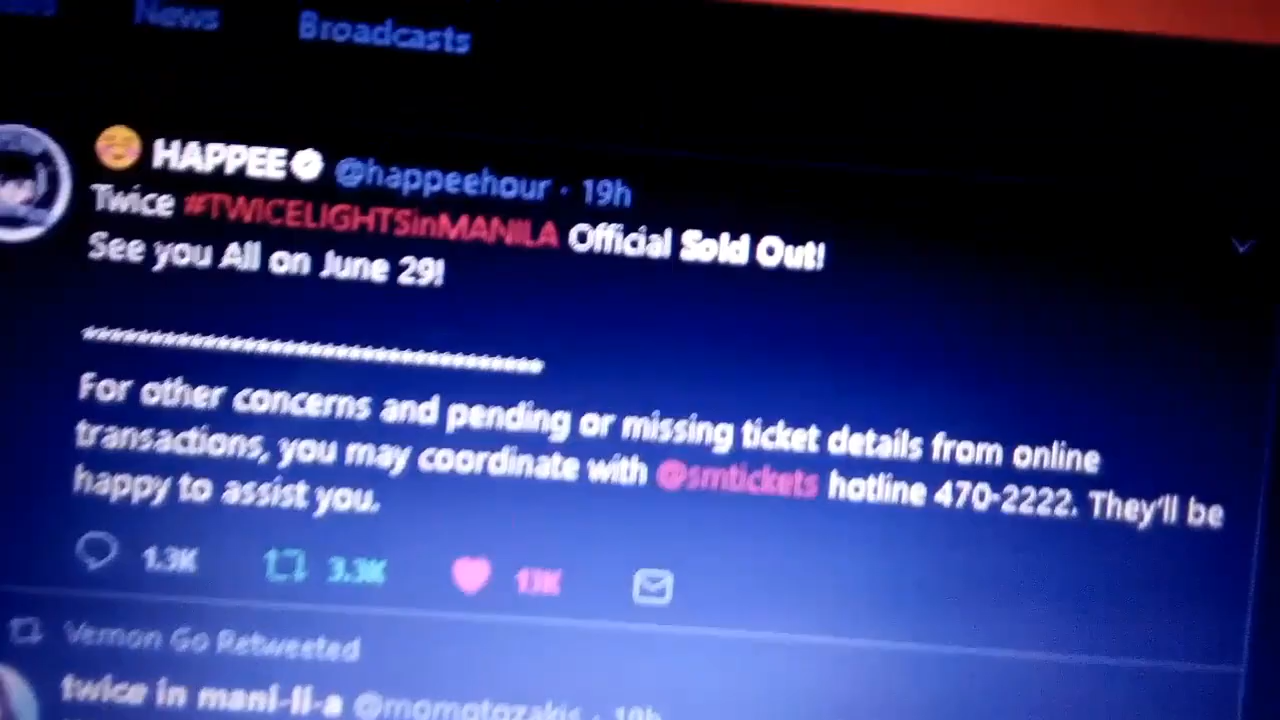 News Broadcasts
HAPPEE @happeehour · 19h
Twice #TWICELIGHTSinMANILA Official Sold Out!
See you All on June 29!
************************************
For other concerns and pending or missing ticket details from online
transactions, you may coordinate with @smtickets hotline 470-2222. They'll be
happy to assist you.
1.3K 3.3K 13K
Vernon Go Retweeted
twice in mani-li-a @momotozakis · 19h